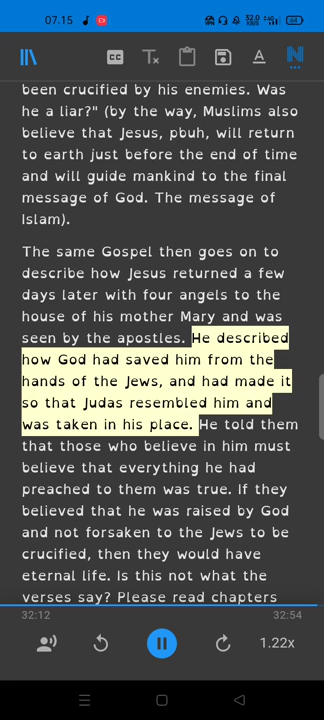 07.15
32.0
KB/S
64
CC
been crucified by his enemies. Was
he a liar?" (by the way, Muslims also
believe that Jesus, pbuh, will return
to earth just before the end of time
and will guide mankind to the final
message of God. The message of
Islam).
The same Gospel then goes on to
describe how Jesus returned a few
days later with four angels to the
house of his mother Mary and was
seen by the apostles. He described
how God had saved him from the
hands of the Jews, and had made it
so that Judas resembled him and
was taken in his place. He told them
that those who believe in him must
believe that everything he had
preached to them was true. If they
believed that he was raised by God
and not forsaken to the Jews to be
crucified, then they would have
eternal life. Is this not what the
verses say? Please read chapters
32:12
32:54
1.22x